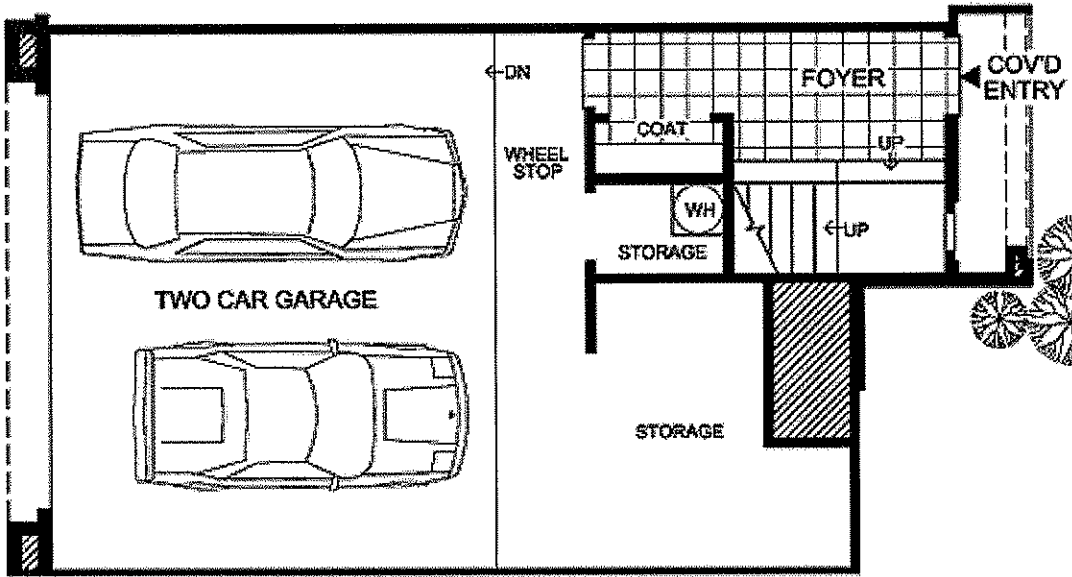 COV'D
ENTRY
FOYER
DN
COAT
UP
WHEEL
STOP
WH
UP
STORAGE
TWO CAR GARAGE
STORAGE